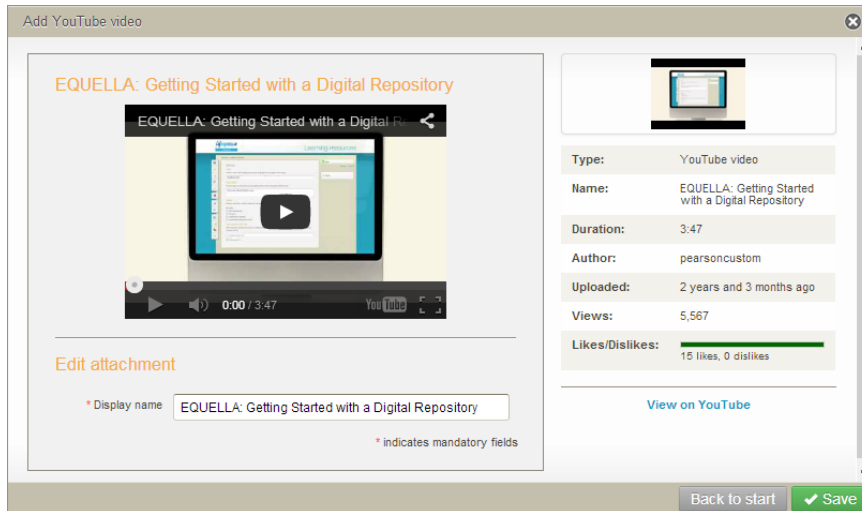 Add YouTube video
EQUELLA: Getting Started with a Digital Repository
EQUELLA: Getting Started with a Digital Re
Learning resources
0:00 / 3:47
YouTube
Edit attachment
* Display name
EQUELLA: Getting Started with a Digital Repository
* indicates mandatory fields
Type: YouTube video
Name: EQUELLA: Getting Started
with a Digital Repository
Duration: 3:47
Author: pearsoncustom
Uploaded: 2 years and 3 months ago
Views: 5,567
Likes/Dislikes:
15 likes, 0 dislikes
View on YouTube
Back to start
Save